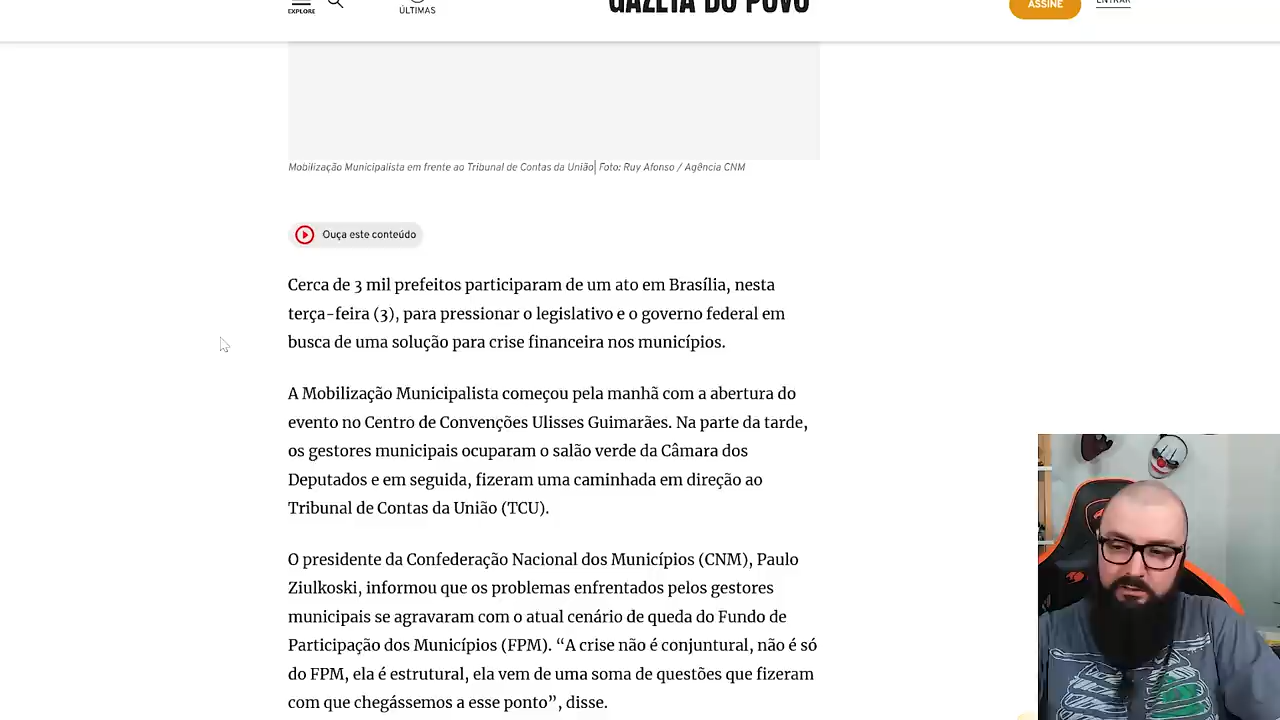 EXPLORE
ÚLTIMAS
GAZETA DO POVO
ASSINE
ENTRAR
Mobilização Municipalista em frente ao Tribunal de Contas da União| Foto: Ruy Afonso / Agência CNM
Ouça este conteúdo
Cerca de 3 mil prefeitos participaram de um ato em Brasília, nesta
terça-feira (3), para pressionar o legislativo e o governo federal em
busca de uma solução para crise financeira nos municípios.
A Mobilização Municipalista começou pela manhã com a abertura do
evento no Centro de Convenções Ulisses Guimarães. Na parte da tarde,
os gestores municipais ocuparam o salão verde da Câmara dos
Deputados e em seguida, fizeram uma caminhada em direção ao
Tribunal de Contas da União (TCU).
O presidente da Confederação Nacional dos Municípios (CNM), Paulo
Ziulkoski, informou que os problemas enfrentados pelos gestores
municipais se agravaram com o atual cenário de queda do Fundo de
Participação dos Municípios (FPM). “A crise não é conjuntural, não é só
do FPM, ela é estrutural, ela vem de uma soma de questões que fizeram
com que chegássemos a esse ponto”, disse.